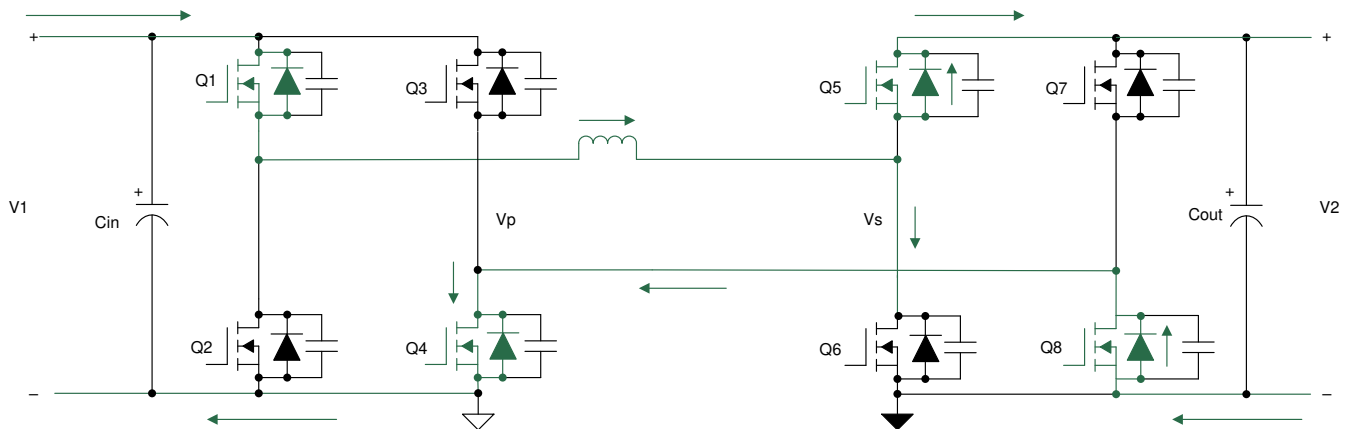 +
+
Q1
Q3
Q5
Q7
+
+
V1
Cin
Vp
Vs
Cout
V2
Q2
Q4
Q6
Q8
–
–